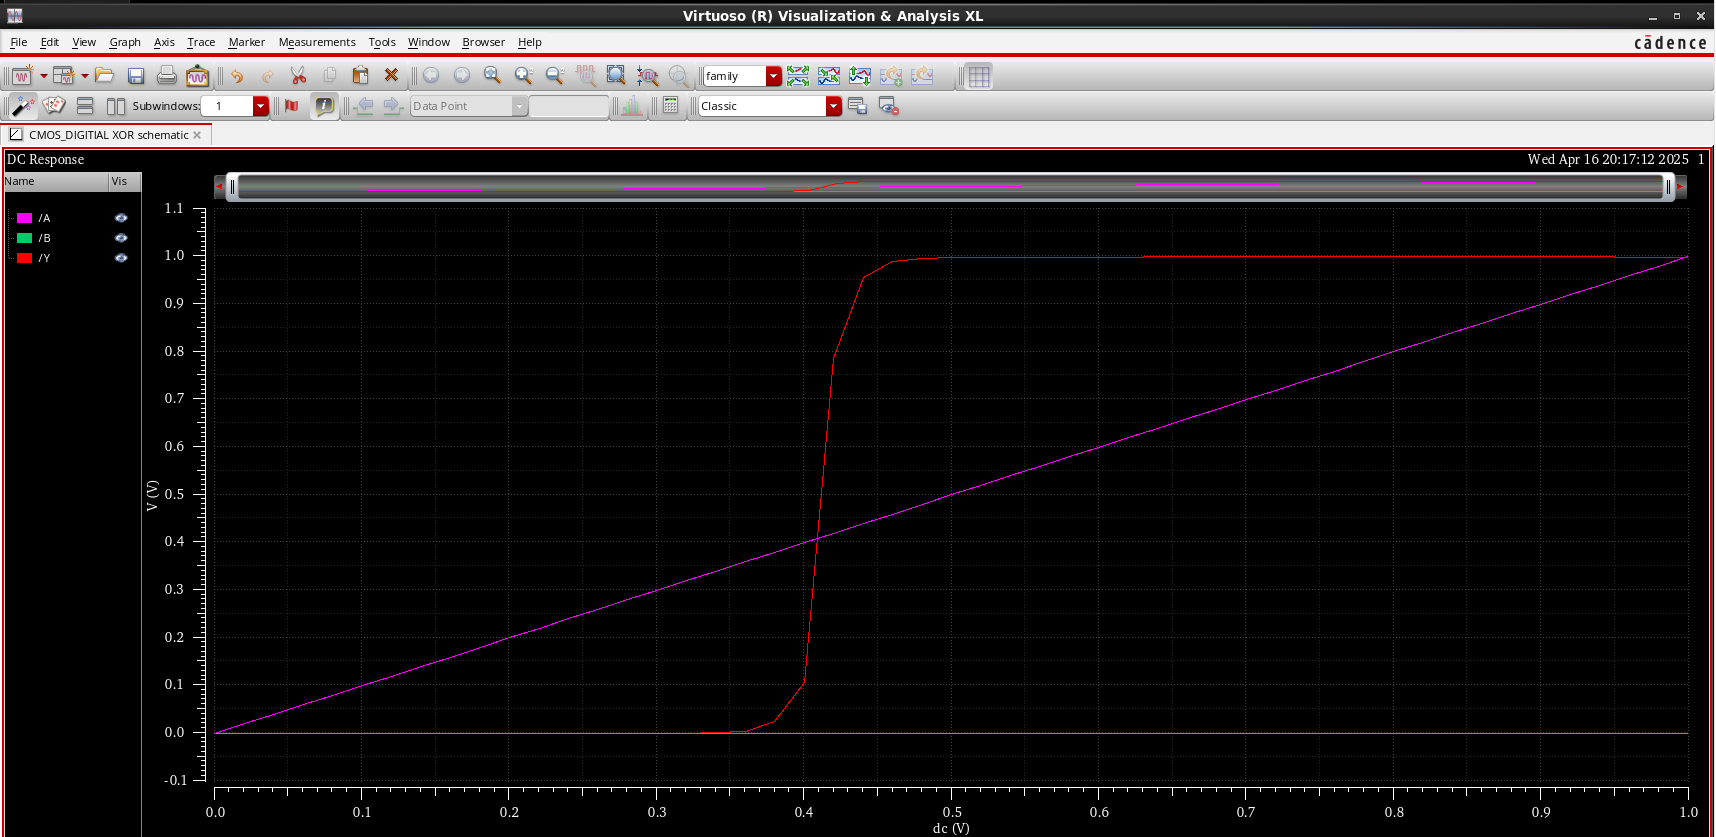 Virtuoso (R) Visualization & Analysis XL
File Edit View Graph Axis Trace Marker Measurements Tools Window Browser Help
cādence
family
Subwindows: 1
Data Point
Classic
CMOS_DIGITIAL XOR schematic
DC Response
Wed Apr 16 20:17:12 2025 1
Name Vis
/A
/B
/Y
1.1
1.0
0.9
0.8
0.7
0.6
0.5
0.4
0.3
0.2
0.1
0.0
-0.1
V (V)
0.0 0.1 0.2 0.3 0.4 0.5 0.6 0.7 0.8 0.9 1.0
dc (V)